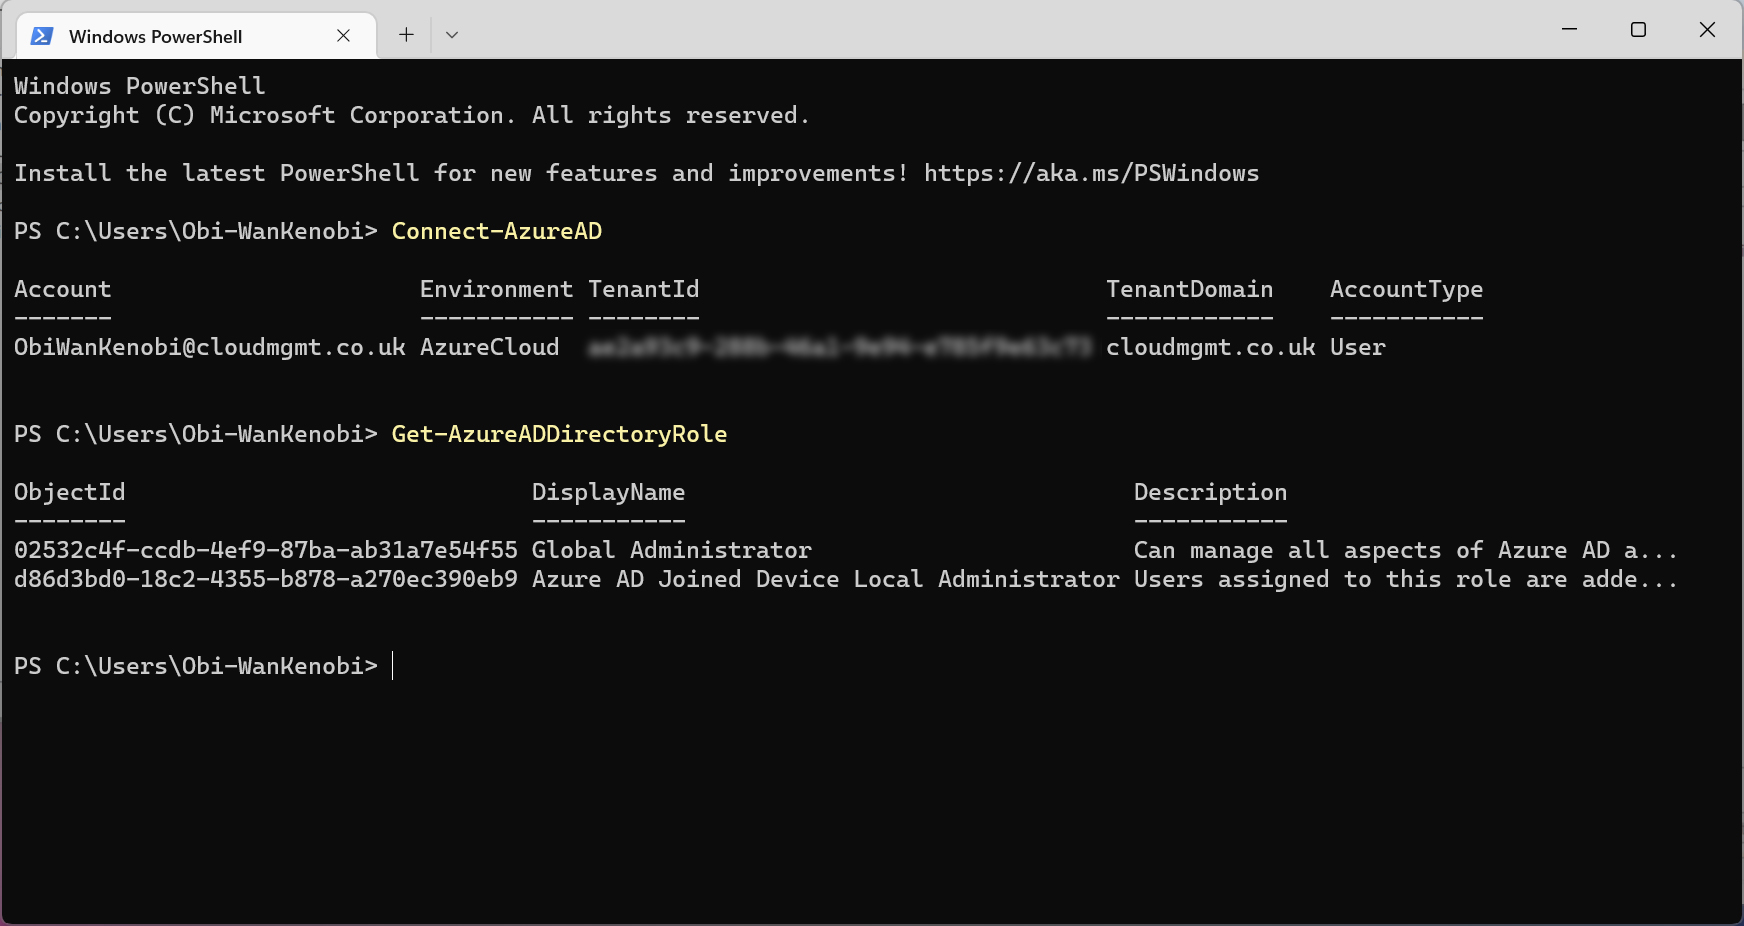 Windows PowerShell
Windows PowerShell
Copyright (C) Microsoft Corporation. All rights reserved.
Install the latest PowerShell for new features and improvements! https://aka.ms/PSWindows
PS C:\Users\Obi-WanKenobi> Connect-AzureAD
Account Environment TenantId TenantDomain AccountType
------- ----------- -------- ------------ -----------
ObiWanKenobi@cloudmgmt.co.uk AzureCloud cloudmgmt.co.uk User
PS C:\Users\Obi-WanKenobi> Get-AzureADDirectoryRole
ObjectId DisplayName Description
-------- ----------- -----------
02532c4f-ccdb-4ef9-87ba-ab31a7e54f55 Global Administrator Can manage all aspects of Azure AD a...
d86d3bd0-18c2-4355-b878-a270ec390eb9 Azure AD Joined Device Local Administrator Users assigned to this role are adde...
PS C:\Users\Obi-WanKenobi>